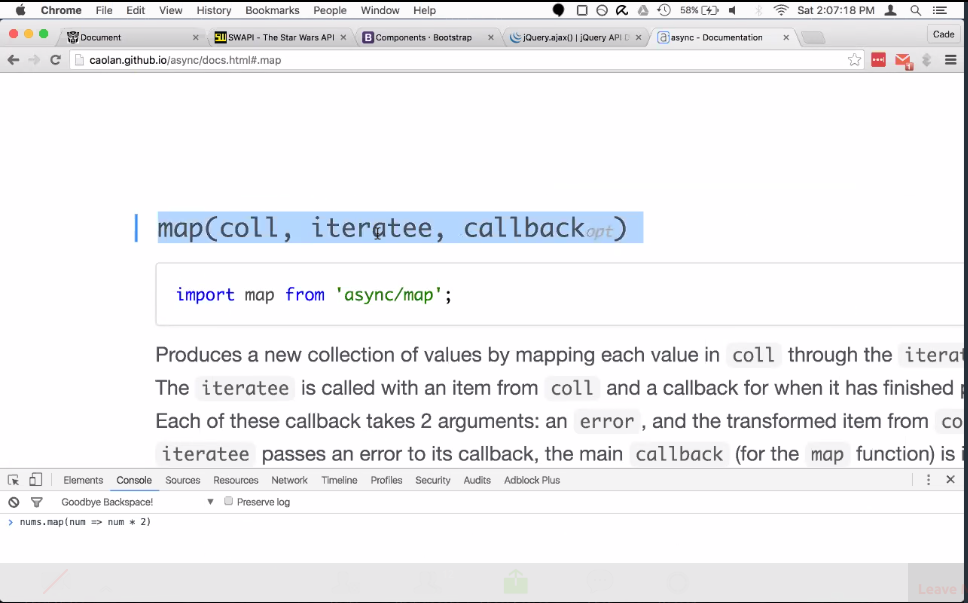 Chrome File Edit View History Bookmarks People Window Help 58% Sat 2:07:18 PM
Document SWAPI - The Star Wars API Components · Bootstrap jQuery.ajax() | jQuery API D async - Documentation Cade
caolan.github.io/async/docs.html#.map
map(coll, iteratee, callbackopt)
import map from 'async/map';
Produces a new collection of values by mapping each value in coll through the iterat
The iteratee is called with an item from coll and a callback for when it has finished p
Each of these callback takes 2 arguments: an error, and the transformed item from co
iteratee passes an error to its callback, the main callback (for the map function) is i
Elements Console Sources Resources Network Timeline Profiles Security Audits Adblock Plus
Goodbye Backspace! Preserve log
> nums.map(num => num * 2)
Leave